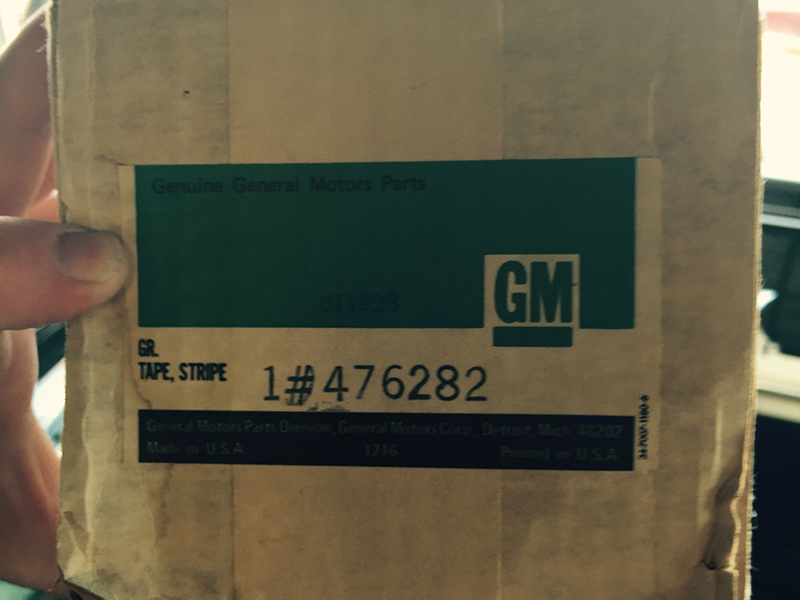 Genuine General Motors Parts
011238
GM
GR.
TAPE, STRIPE
1#476282
General Motors Parts Division, General Motors Corp., Detroit, Mich. 48202
Made in U.S.A.
1216
Printed in U.S.A